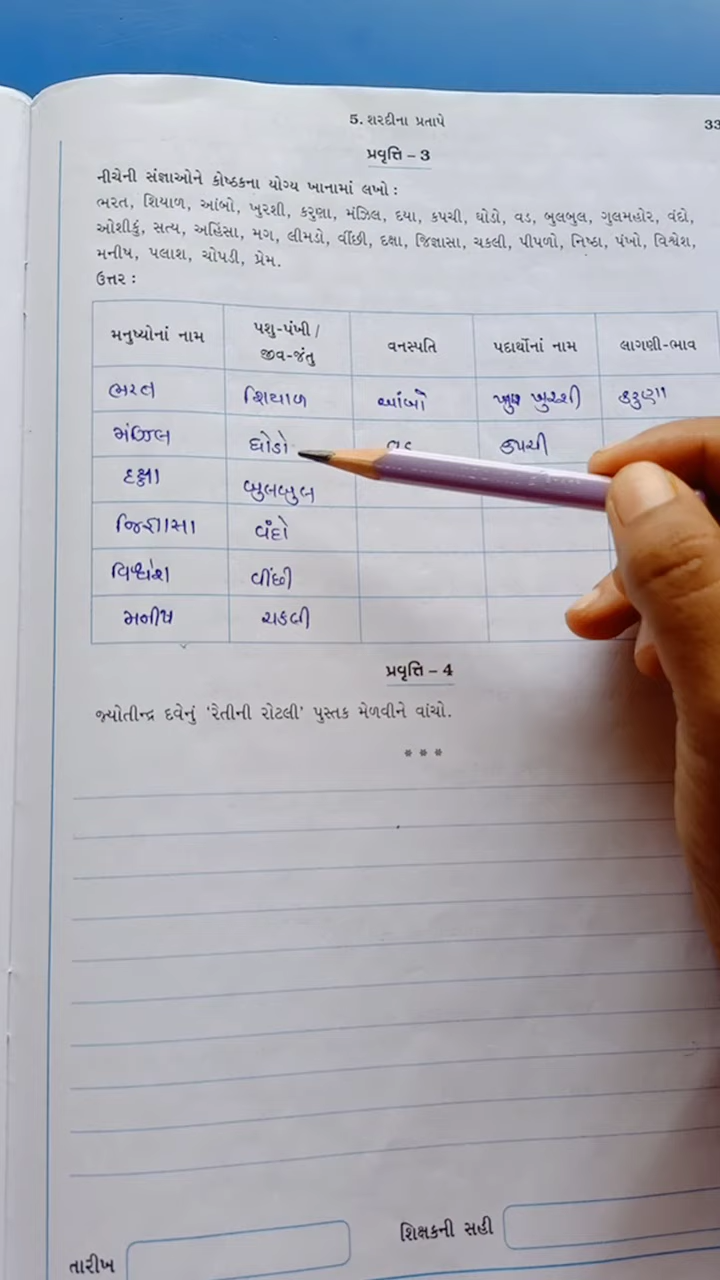 5. શરદીના પ્રતાપે
33
પ્રવૃત્તિ – 3
નીચેની સંજ્ઞાઓને કોષ્ઠકના યોગ્ય ખાનામાં લખો :
ભરત, શિયાળ, આંબો, ખુરશી, કરુણા, મંઝિલ, દયા, કપચી, ઘોડો, વડ, બુલબુલ, ગુલમહોર, વંદો,
ઓશીકું, સત્ય, અહિંસા, મગ, લીમડો, વીંછી, દક્ષા, જિજ્ઞાસા, ચકલી, પીપળો, નિષ્ઠા, પંખો, વિશ્વેશ,
મનીષ, પલાશ, ચોપડી, પ્રેમ.
ઉત્તર :
મનુષ્યોનાં નામ પશુ-પંખી / જીવ-જંતુ વનસ્પતિ પદાર્થોનાં નામ લાગણી-ભાવ
ભરત શિયાળ આંબો ખુરશી કરુણા
મંઝિલ ઘોડો વડ કપચી
દક્ષા બુલબુલ
જિજ્ઞાસા વંદો
વિશ્વેશ વીંછી
મનીષ ચકલી
પ્રવૃત્તિ – 4
જ્યોતીન્દ્ર દવેનું ‘રેતીની રોટલી’ પુસ્તક મેળવીને વાંચો.
***
શિક્ષકની સહી
તારીખ